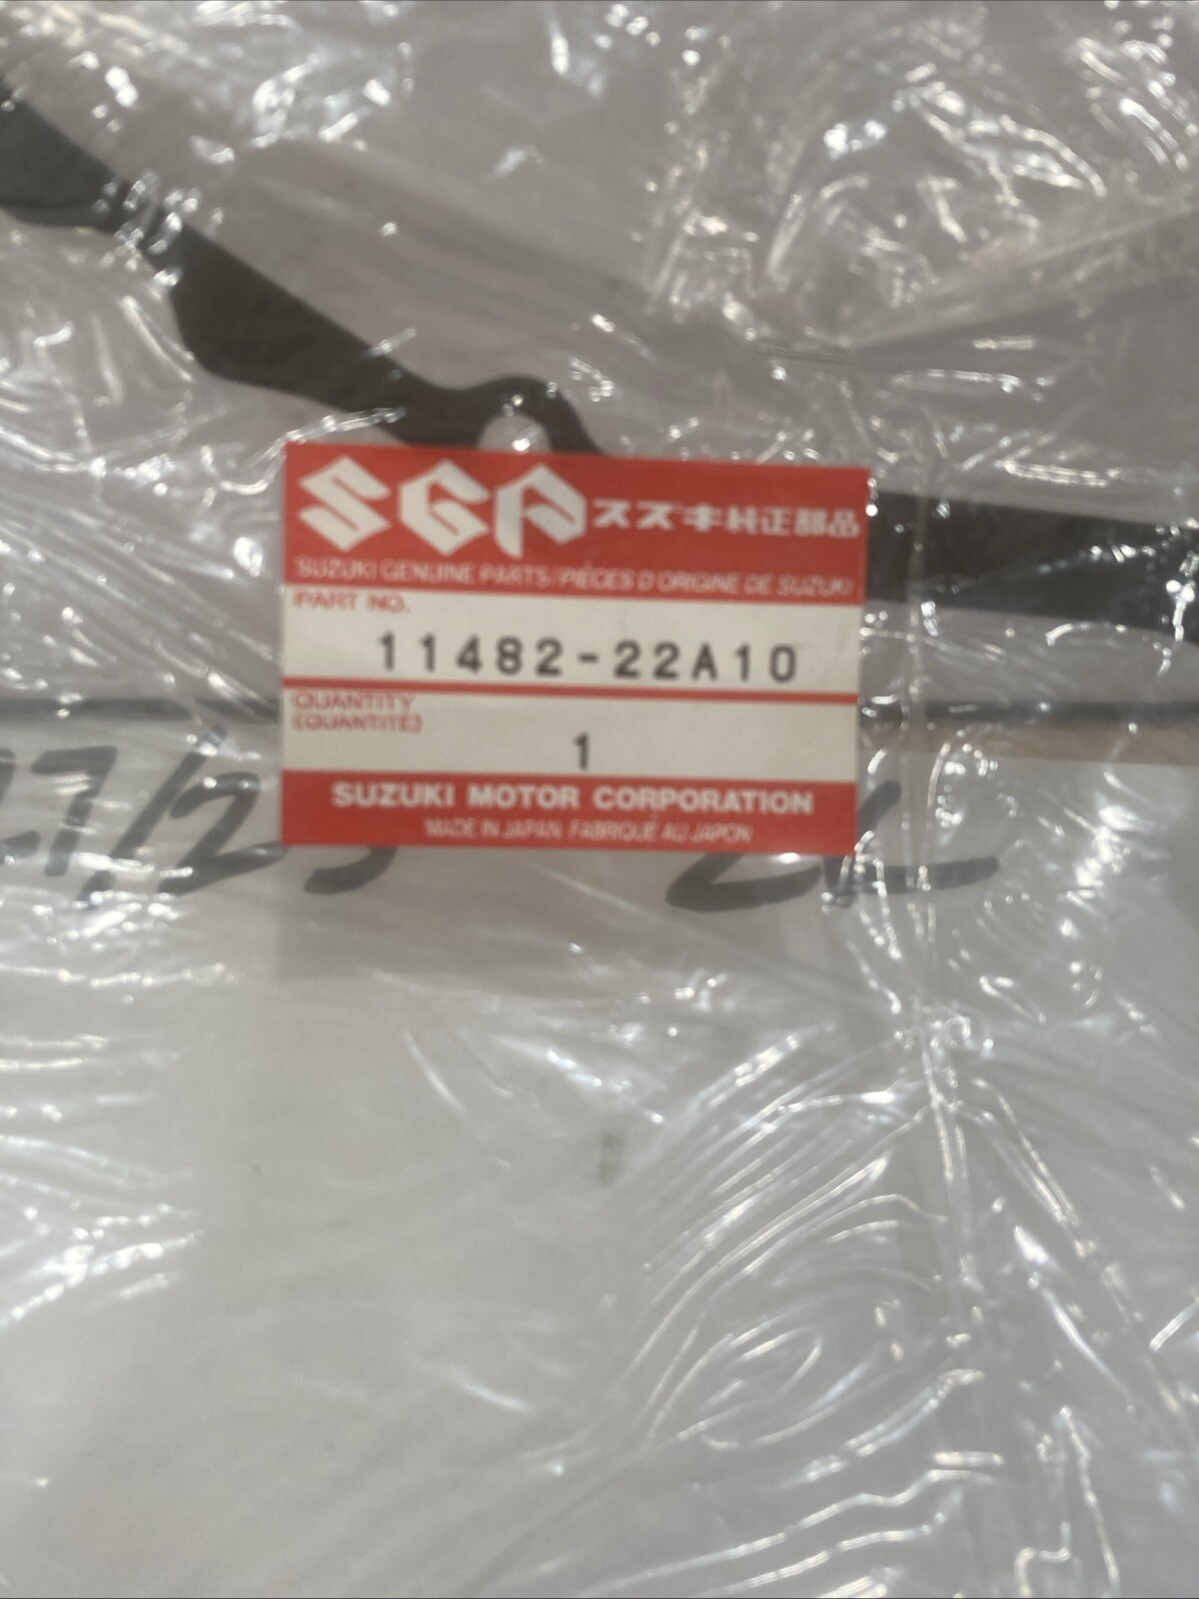 SGP スズキ純正部品
SUZUKI GENUINE PARTS/PIÈCES D'ORIGINE DE SUZUKI
PART NO.
11482-22A10
QUANTITY
(QUANTITÉ)
1
SUZUKI MOTOR CORPORATION
MADE IN JAPAN. FABRIQUÉ AU JAPON